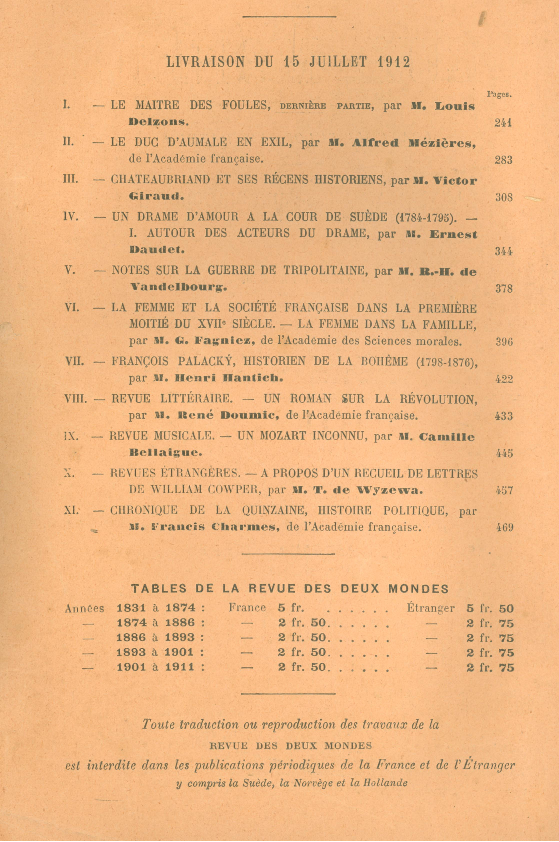 LIVRAISON DU 15 JUILLET 1912
Pages.
I. — LE MAITRE DES FOULES, DERNIÈRE PARTIE, par M. Louis
Delzons. 241
II. — LE DUC D'AUMALE EN EXIL, par M. Alfred Mézières,
de l'Académie française. 283
III. — CHATEAUBRIAND ET SES RÉCENS HISTORIENS, par M. Victor
Giraud. 308
IV. — UN DRAME D'AMOUR A LA COUR DE SUÈDE (1784-1795). —
I. AUTOUR DES ACTEURS DU DRAME, par M. Ernest
Daudet. 344
V. — NOTES SUR LA GUERRE DE TRIPOLITAINE, par M. R.-H. de
Vandelbourg. 378
VI. — LA FEMME ET LA SOCIÉTÉ FRANÇAISE DANS LA PREMIÈRE
MOITIÉ DU XVIIe SIÈCLE. — LA FEMME DANS LA FAMILLE,
par M. G. Fagniez, de l'Académie des Sciences morales. 396
VII. — FRANÇOIS PALACKÝ, HISTORIEN DE LA BOHÊME (1798-1876),
par M. Henri Hantich. 422
VIII. — REVUE LITTÉRAIRE. — UN ROMAN SUR LA RÉVOLUTION,
par M. René Doumic, de l'Académie française. 433
IX. — REVUE MUSICALE. — UN MOZART INCONNU, par M. Camille
Bellaigue. 445
X. — REVUES ÉTRANGÈRES. — A PROPOS D'UN RECUEIL DE LETTRES
DE WILLIAM COWPER, par M. T. de Wyzewa. 457
XI. — CHRONIQUE DE LA QUINZAINE, HISTOIRE POLITIQUE, par
M. Francis Charmes, de l'Académie française. 469
TABLES DE LA REVUE DES DEUX MONDES
Années 1831 à 1874 : France 5 fr. . . . . . . Étranger 5 fr. 50
— 1874 à 1886 : — 2 fr. 50. . . . . . — 2 fr. 75
— 1886 à 1893 : — 2 fr. 50. . . . . . — 2 fr. 75
— 1893 à 1901 : — 2 fr. 50. . . . . . — 2 fr. 75
— 1901 à 1911 : — 2 fr. 50. . . . . . — 2 fr. 75
Toute traduction ou reproduction des travaux de la
REVUE DES DEUX MONDES
est interdite dans les publications périodiques de la France et de l'Étranger
y compris la Suède, la Norvège et la Hollande